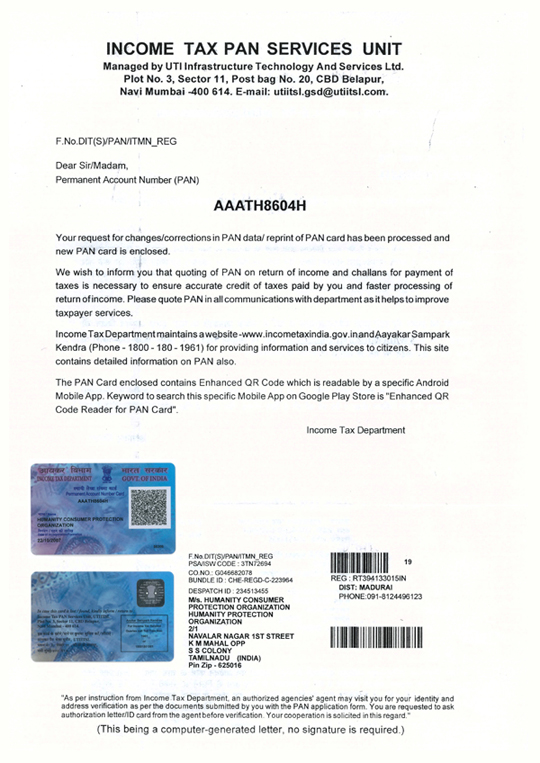 INCOME TAX PAN SERVICES UNIT
Managed by UTI Infrastructure Technology And Services Ltd.
Plot No. 3, Sector 11, Post bag No. 20, CBD Belapur,
Navi Mumbai -400 614. E-mail: utiitsl.gsd@utiitsl.com.
F.No.DIT(S)/PAN/ITMN_REG
Dear Sir/Madam,
Permanent Account Number (PAN)
AAATH8604H
Your request for changes/corrections in PAN data/ reprint of PAN card has been processed and
new PAN card is enclosed.
We wish to inform you that quoting of PAN on return of income and challans for payment of
taxes is necessary to ensure accurate credit of taxes paid by you and faster processing of
return of income. Please quote PAN in all communications with department as it helps to improve
taxpayer services.
Income Tax Department maintains a website -www.incometaxindia.gov.in and Aayakar Sampark
Kendra (Phone - 1800 - 180 - 1961) for providing information and services to citizens. This site
contains detailed information on PAN also.
The PAN Card enclosed contains Enhanced QR Code which is readable by a specific Android
Mobile App. Keyword to search this specific Mobile App on Google Play Store is "Enhanced QR
Code Reader for PAN Card".
Income Tax Department
आयकर विभाग
भारत सरकार
INCOME TAX DEPARTMENT
GOVT OF INDIA
Permanent Account Number Card
AAATH8604H
HUMANITY CONSUMER PROTECTION
ORGANIZATION
F.No.DIT(S)/PAN/ITMN_REG
PSA/ISW CODE : 3TN72694
CO.NO.: G046682078
BUNDLE ID : CHE-REGD-C-223964
DESPATCH ID : 234513455
M/s. HUMANITY CONSUMER
PROTECTION ORGANIZATION
HUMANITY PROTECTION
ORGANIZATION
2/1
NAVALAR NAGAR 1ST STREET
K M MAHAL OPP
S S COLONY
TAMILNADU (INDIA)
Pin Zip - 625016
19
REG : RT394133015IN
DIST: MADURAI
PHONE:091-8124496123
"As per instruction from Income Tax Department, an authorized agencies' agent may visit you for your identity and
address verification as per the documents submitted by you with the PAN application form. You are requested to ask
authorization letter/ID card from the agent before verification. Your cooperation is solicited in this regard."
(This being a computer-generated letter, no signature is required.)